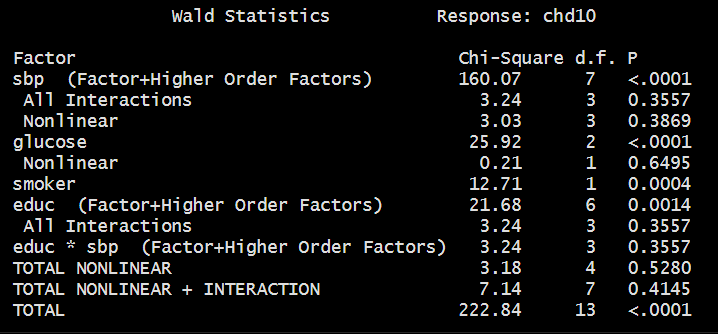 Wald Statistics          Response: chd10
Factor                                     Chi-Square d.f. P
sbp  (Factor+Higher Order Factors)         160.07      7   <.0001
 All Interactions                            3.24      3   0.3557
 Nonlinear                                   3.03      3   0.3869
glucose                                     25.92      2   <.0001
 Nonlinear                                   0.21      1   0.6495
smoker                                      12.71      1   0.0004
educ  (Factor+Higher Order Factors)         21.68      6   0.0014
 All Interactions                            3.24      3   0.3557
educ * sbp  (Factor+Higher Order Factors)    3.24      3   0.3557
TOTAL NONLINEAR                              3.18      4   0.5280
TOTAL NONLINEAR + INTERACTION                7.14      7   0.4145
TOTAL                                      222.84     13   <.0001